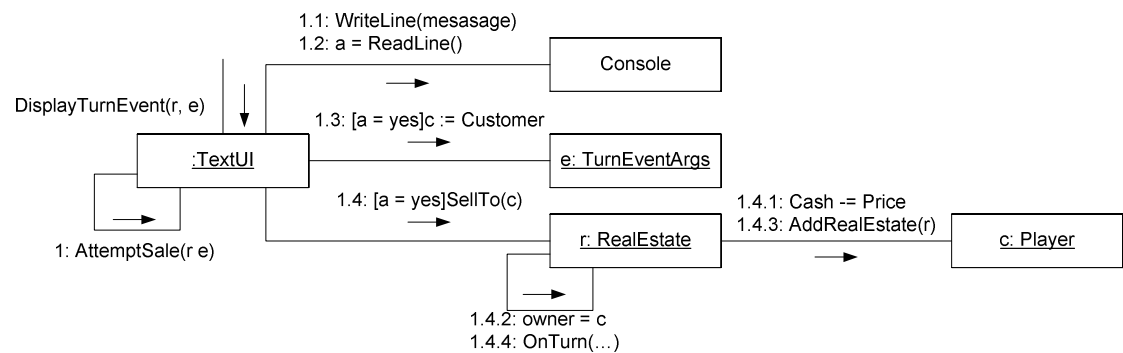 1.1: WriteLine(mesasage)
1.2: a = ReadLine()
Console
DisplayTurnEvent(r, e)
1.3: [a = yes]c := Customer
:TextUI
e: TurnEventArgs
1.4: [a = yes]SellTo(c)
1.4.1: Cash -= Price
1.4.3: AddRealEstate(r)
r: RealEstate
c: Player
1: AttemptSale(r e)
1.4.2: owner = c
1.4.4: OnTurn(…)